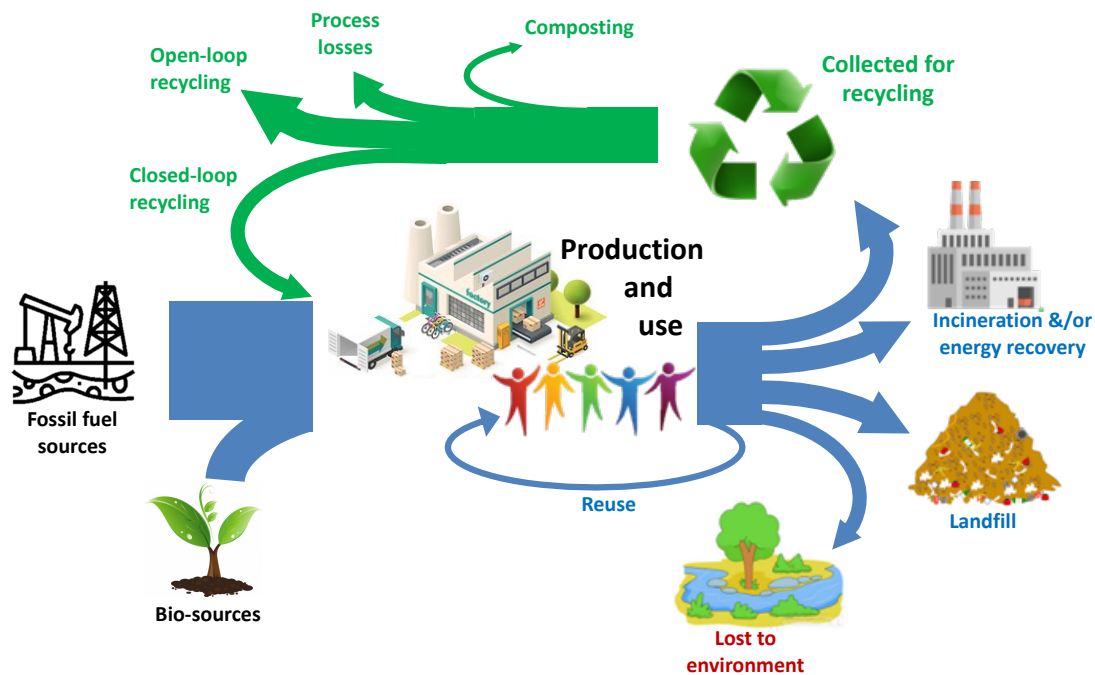 Process
losses
Composting
Open-loop
recycling
Collected for
recycling
Closed-loop
recycling
factory
Production
and
use
Incineration &/or
energy recovery
Fossil fuel
sources
Reuse
Landfill
Bio-sources
Lost to
environment